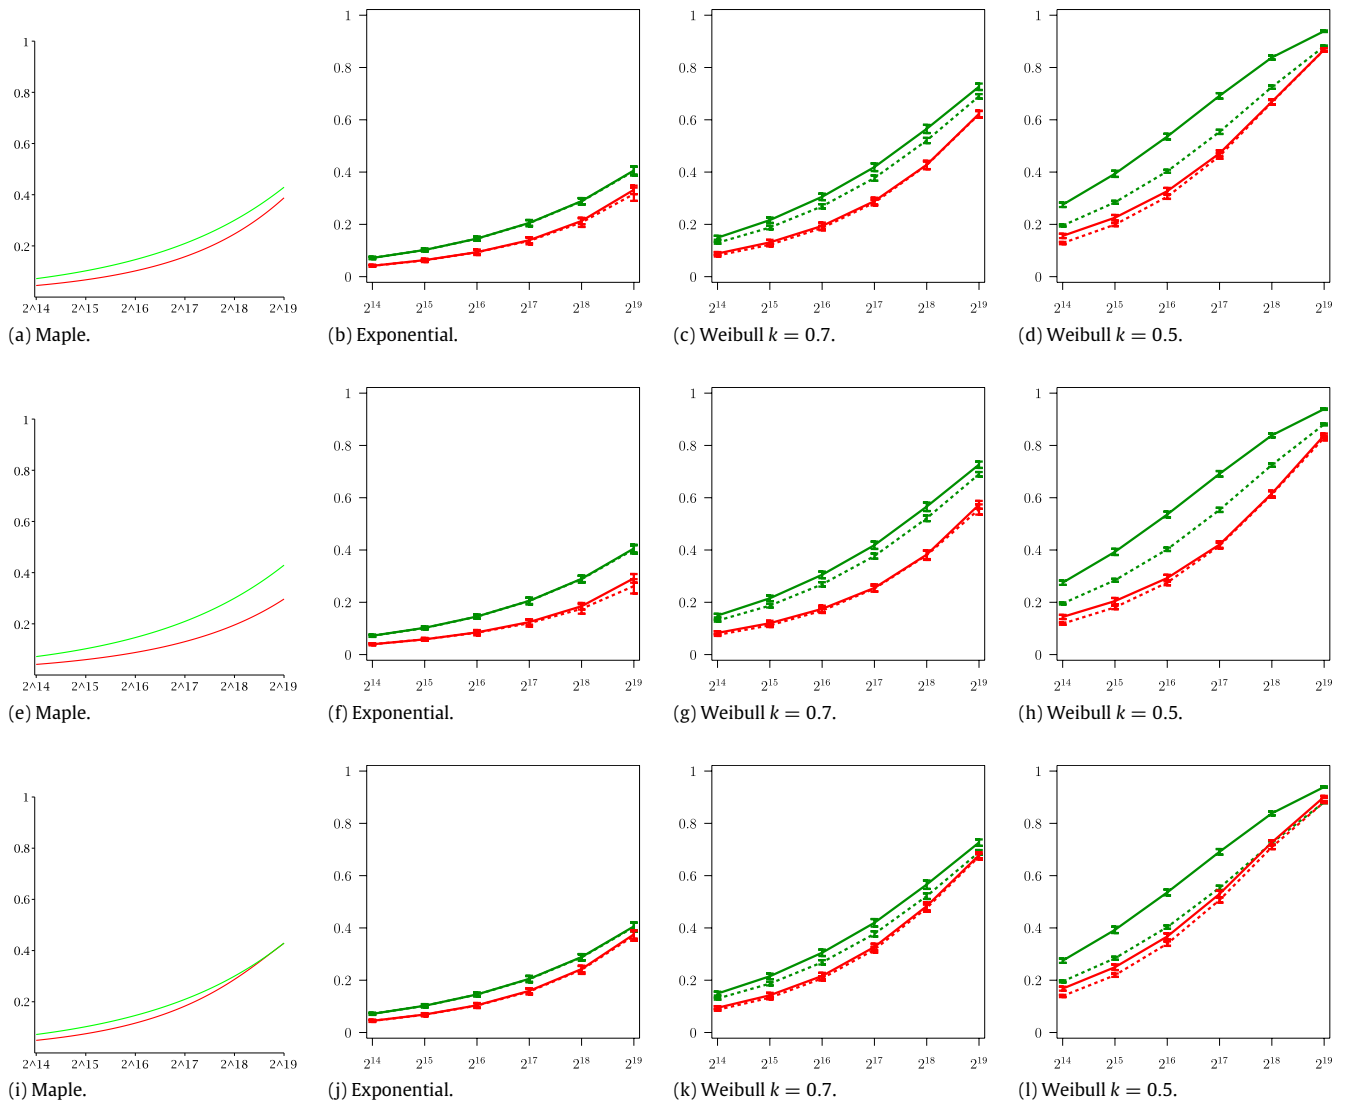 1
0.8
0.6
0.4
0.2
2^14 2^15 2^16 2^17 2^18 2^19
(a) Maple.
1
0.8
0.6
0.4
0.2
0
2¹⁴ 2¹⁵ 2¹⁶ 2¹⁷ 2¹⁸ 2¹⁹
(b) Exponential.
1
0.8
0.6
0.4
0.2
0
2¹⁴ 2¹⁵ 2¹⁶ 2¹⁷ 2¹⁸ 2¹⁹
(c) Weibull k = 0.7.
1
0.8
0.6
0.4
0.2
0
2¹⁴ 2¹⁵ 2¹⁶ 2¹⁷ 2¹⁸ 2¹⁹
(d) Weibull k = 0.5.
1
0.8
0.6
0.4
0.2
2^14 2^15 2^16 2^17 2^18 2^19
(e) Maple.
1
0.8
0.6
0.4
0.2
0
2¹⁴ 2¹⁵ 2¹⁶ 2¹⁷ 2¹⁸ 2¹⁹
(f) Exponential.
1
0.8
0.6
0.4
0.2
0
2¹⁴ 2¹⁵ 2¹⁶ 2¹⁷ 2¹⁸ 2¹⁹
(g) Weibull k = 0.7.
1
0.8
0.6
0.4
0.2
0
2¹⁴ 2¹⁵ 2¹⁶ 2¹⁷ 2¹⁸ 2¹⁹
(h) Weibull k = 0.5.
1
0.8
0.6
0.4
0.2
2^14 2^15 2^16 2^17 2^18 2^19
(i) Maple.
1
0.8
0.6
0.4
0.2
0
2¹⁴ 2¹⁵ 2¹⁶ 2¹⁷ 2¹⁸ 2¹⁹
(j) Exponential.
1
0.8
0.6
0.4
0.2
0
2¹⁴ 2¹⁵ 2¹⁶ 2¹⁷ 2¹⁸ 2¹⁹
(k) Weibull k = 0.7.
1
0.8
0.6
0.4
0.2
0
2¹⁴ 2¹⁵ 2¹⁶ 2¹⁷ 2¹⁸ 2¹⁹
(l) Weibull k = 0.5.